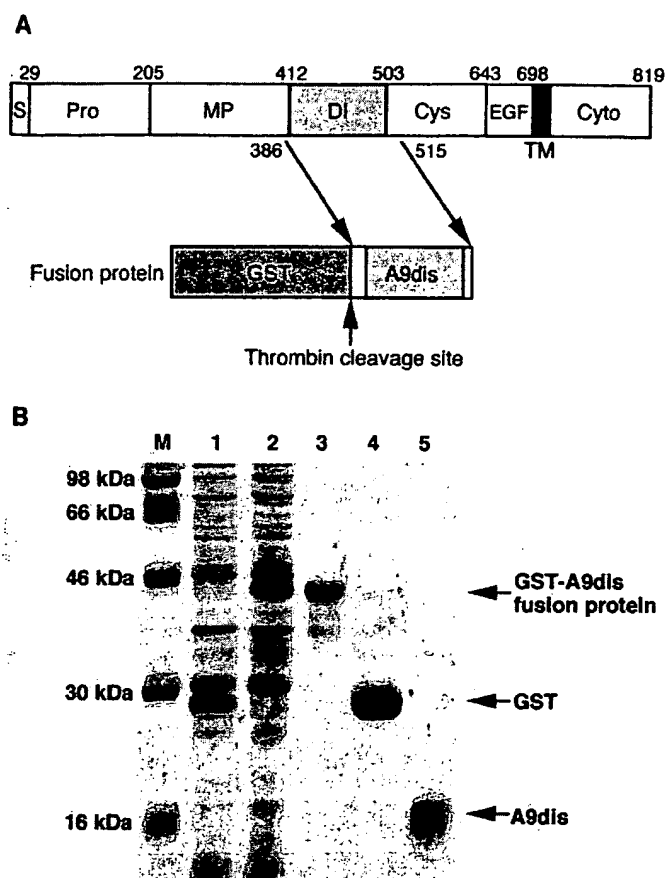 A
29 205 412 503 643 698 819
S Pro MP DI Cys EGF Cyto
386 515 TM
Fusion protein GST A9dis
Thrombin cleavage site
B
M 1 2 3 4 5
98 kDa
66 kDa
46 kDa
GST-A9dis
fusion protein
30 kDa
GST
16 kDa
A9dis